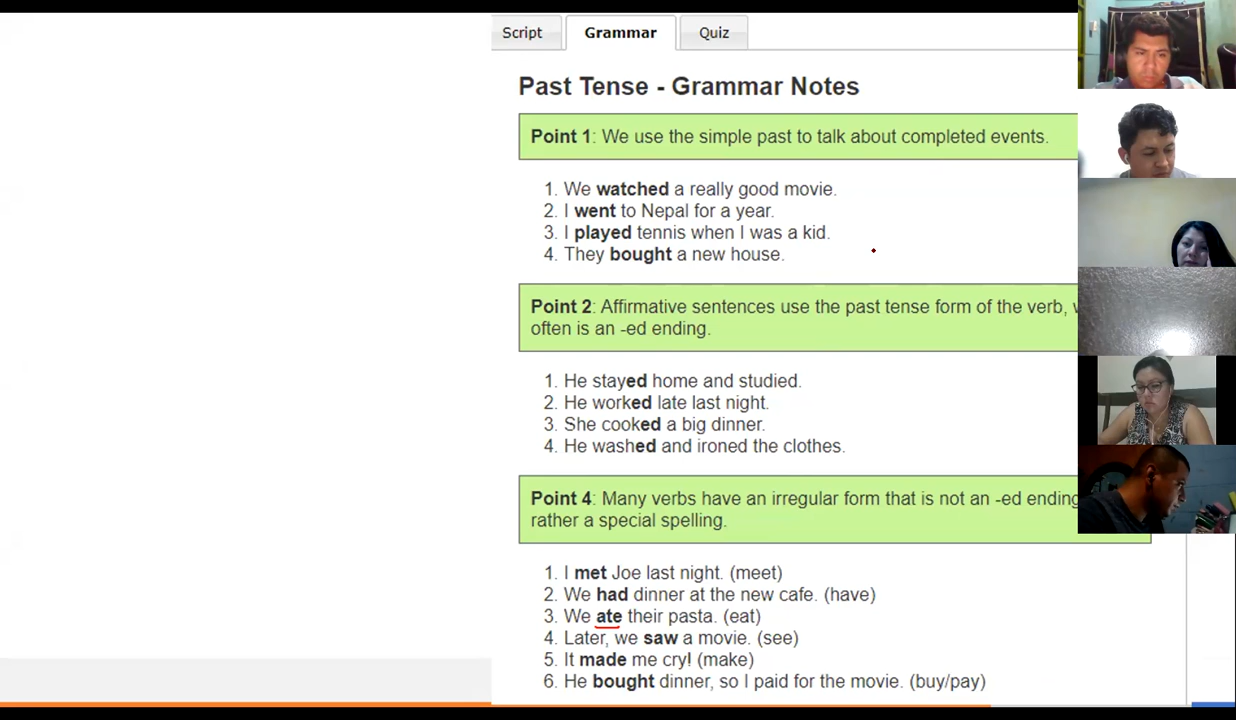 Script Grammar Quiz
Past Tense - Grammar Notes
Point 1: We use the simple past to talk about completed events.
1. We watched a really good movie.
2. I went to Nepal for a year.
3. I played tennis when I was a kid.
4. They bought a new house.
Point 2: Affirmative sentences use the past tense form of the verb,
often is an -ed ending.
1. He stayed home and studied.
2. He worked late last night.
3. She cooked a big dinner.
4. He washed and ironed the clothes.
Point 4: Many verbs have an irregular form that is not an -ed ending
rather a special spelling.
1. I met Joe last night. (meet)
2. We had dinner at the new cafe. (have)
3. We ate their pasta. (eat)
4. Later, we saw a movie. (see)
5. It made me cry! (make)
6. He bought dinner, so I paid for the movie. (buy/pay)